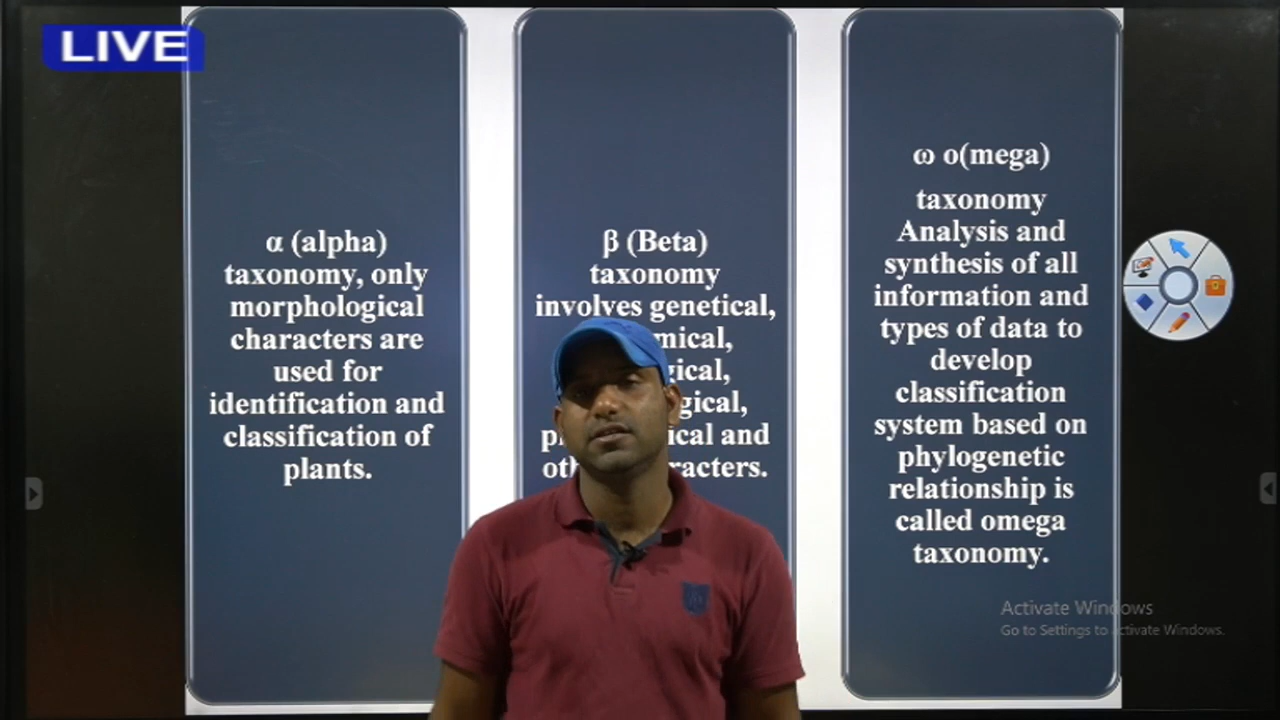 LIVE
α (alpha)
taxonomy, only
morphological
characters are
used for
identification and
classification of
plants.
β (Beta)
taxonomy
involves genetical,
and
ω o(mega)
taxonomy
Analysis and
synthesis of all
information and
types of data to
develop
classification
system based on
phylogenetic
relationship is
called omega
taxonomy.
Activate Windows
Go to Settings to activate Windows.